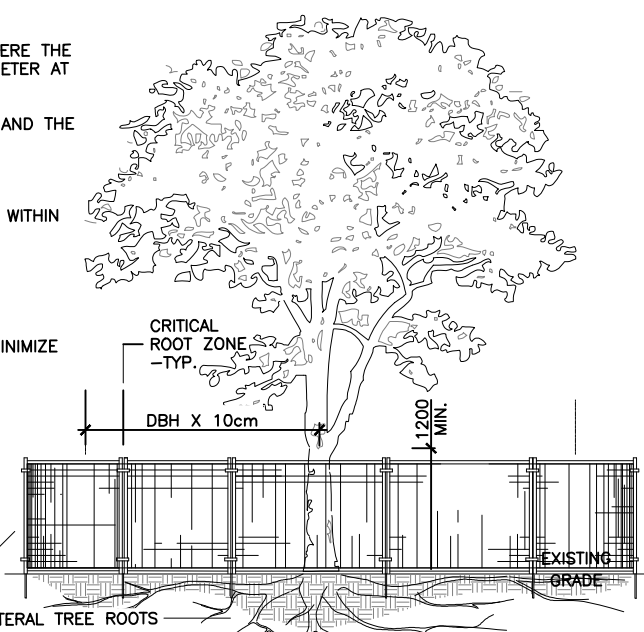 ERE THE
ETER AT
AND THE
WITHIN
INIMIZE
CRITICAL
ROOT ZONE
-TYP.
DBH X 10cm
1200
MIN.
EXISTING
GRADE
TERAL TREE ROOTS